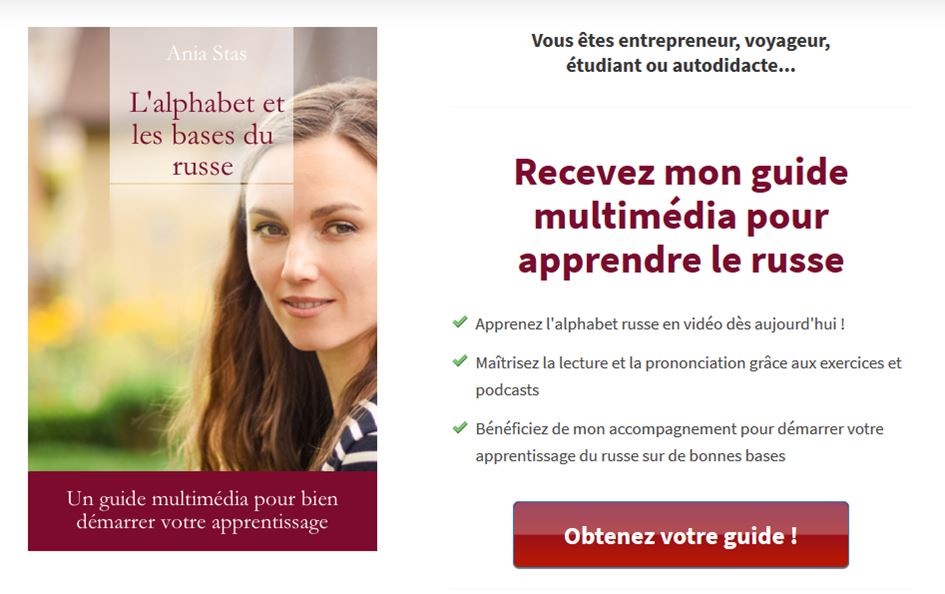 Ania Stas
L'alphabet et
les bases du
russe
Un guide multimédia pour bien
démarrer votre apprentissage
Vous êtes entrepreneur, voyageur,
étudiant ou autodidacte...
Recevez mon guide
multimédia pour
apprendre le russe
Apprenez l'alphabet russe en vidéo dès aujourd'hui !
Maîtrisez la lecture et la prononciation grâce aux exercices et
podcasts
Bénéficiez de mon accompagnement pour démarrer votre
apprentissage du russe sur de bonnes bases
Obtenez votre guide !